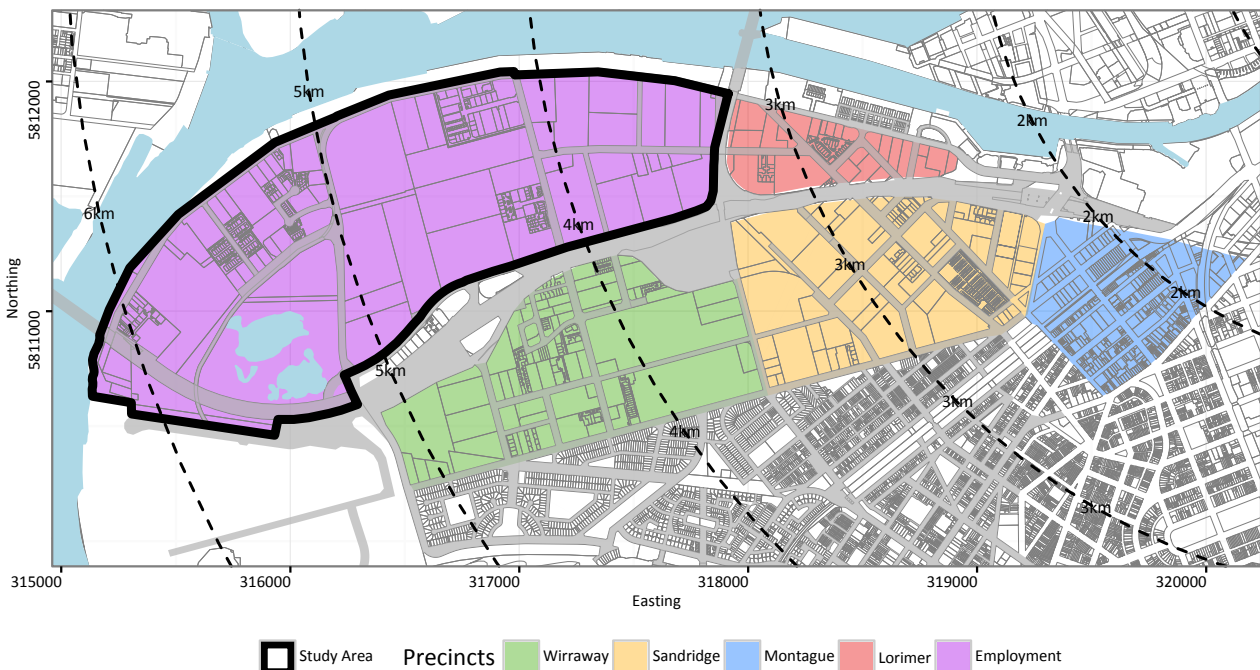 5812000
5811000
Northing
6km
5km
5km
4km
4km
3km
3km
3km
3km
2km
2km
2km
315000
316000
317000
318000
319000
320000
Easting
Study Area
Precincts
Wirraway
Sandridge
Montague
Lorimer
Employment